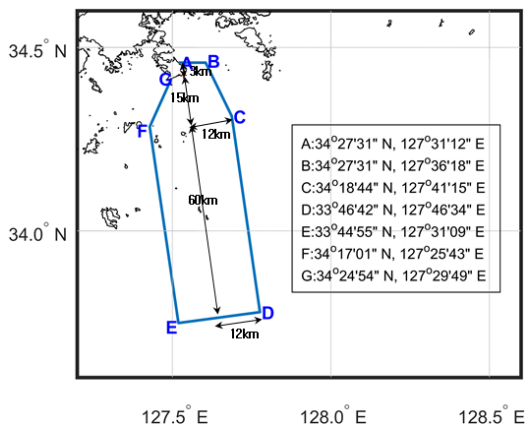 34.5° N
34.0° N
127.5° E
128.0° E
128.5° E
A
B
C
D
E
F
G
5km
15km
12km
60km
12km
A:34°27'31" N, 127°31'12" E
B:34°27'31" N, 127°36'18" E
C:34°18'44" N, 127°41'15" E
D:33°46'42" N, 127°46'34" E
E:33°44'55" N, 127°31'09" E
F:34°17'01" N, 127°25'43" E
G:34°24'54" N, 127°29'49" E